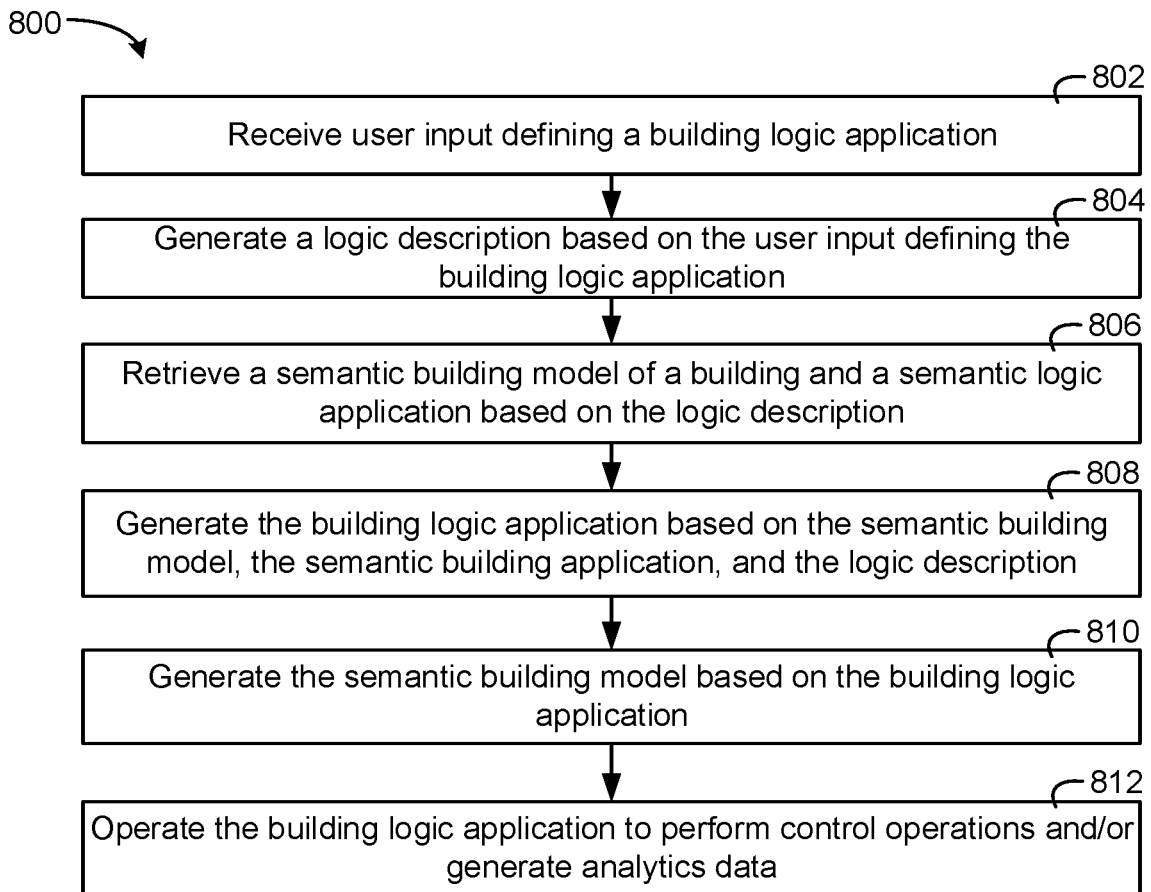 800
802
Receive user input defining a building logic application
804
Generate a logic description based on the user input defining the
building logic application
806
Retrieve a semantic building model of a building and a semantic logic
application based on the logic description
808
Generate the building logic application based on the semantic building
model, the semantic building application, and the logic description
810
Generate the semantic building model based on the building logic
application
812
Operate the building logic application to perform control operations and/or
generate analytics data